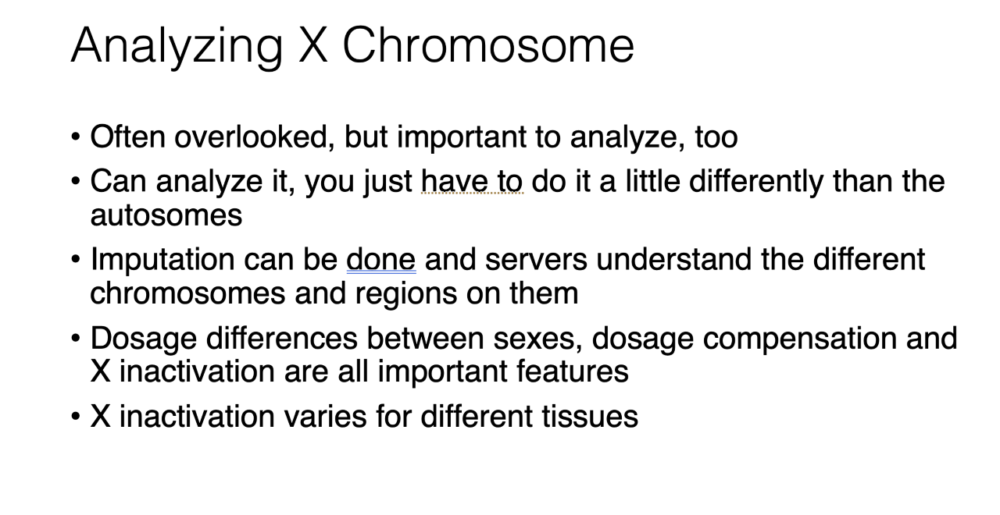 Analyzing X Chromosome
• Often overlooked, but important to analyze, too
• Can analyze it, you just have to do it a little differently than the
autosomes
• Imputation can be done and servers understand the different
chromosomes and regions on them
• Dosage differences between sexes, dosage compensation and
X inactivation are all important features
• X inactivation varies for different tissues